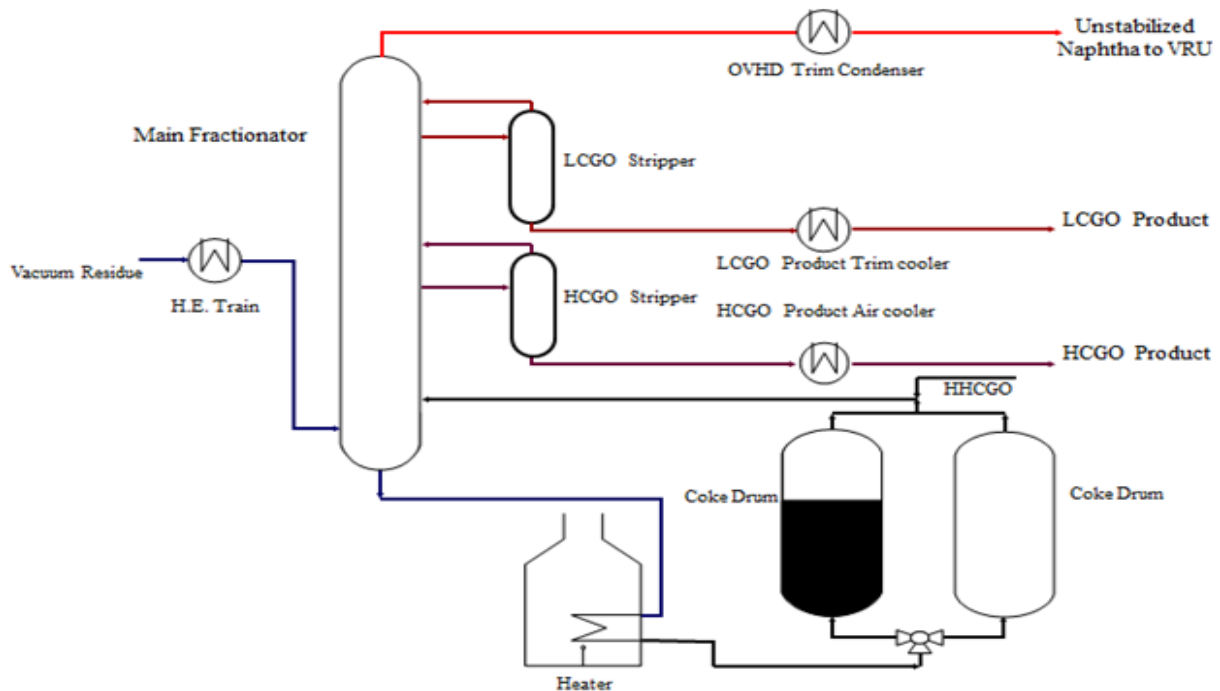 Unstabilized
Naphtha to VRU
OVHD Trim Condenser
Main Fractionator
LCGO Stripper
LCGO Product
Vacuum Residue
H.E. Train
LCGO Product Trim cooler
HCGO Stripper
HCGO Product Air cooler
HCGO Product
HHCGO
Coke Drum
Coke Drum
Heater